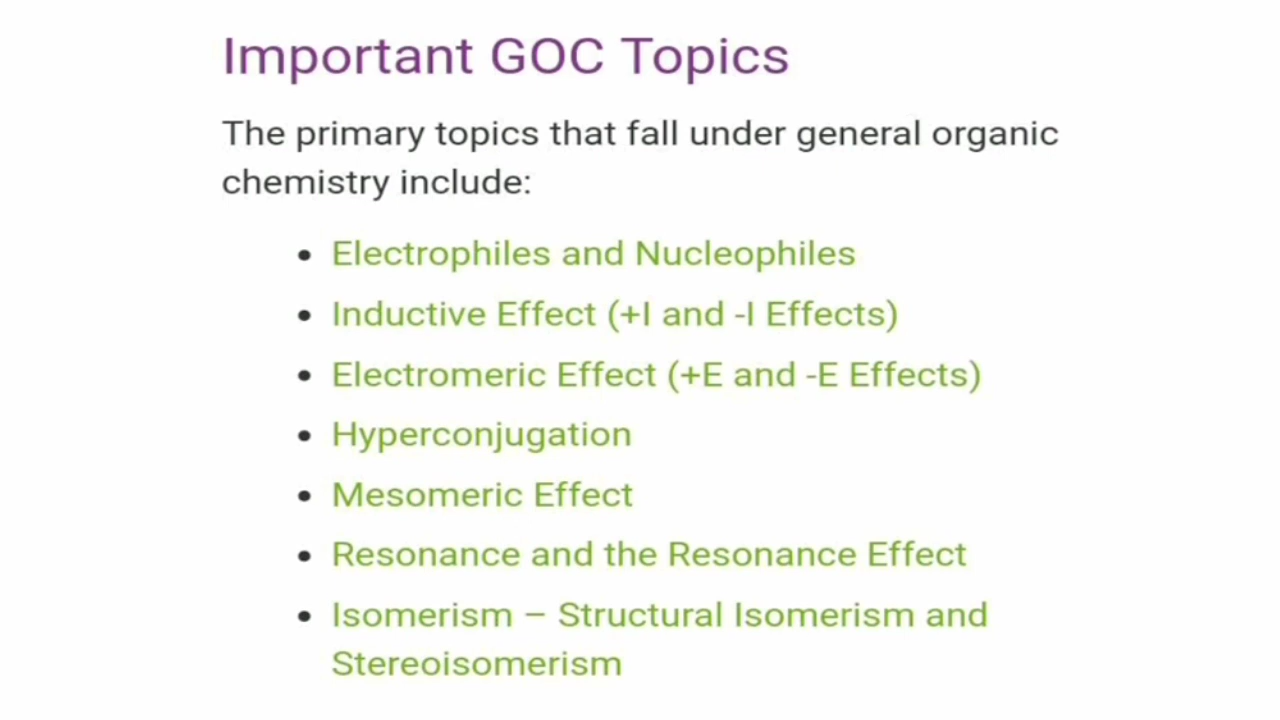 Important GOC Topics
The primary topics that fall under general organic
chemistry include:
• Electrophiles and Nucleophiles
• Inductive Effect (+I and -I Effects)
• Electromeric Effect (+E and -E Effects)
• Hyperconjugation
• Mesomeric Effect
• Resonance and the Resonance Effect
• Isomerism – Structural Isomerism and
Stereoisomerism